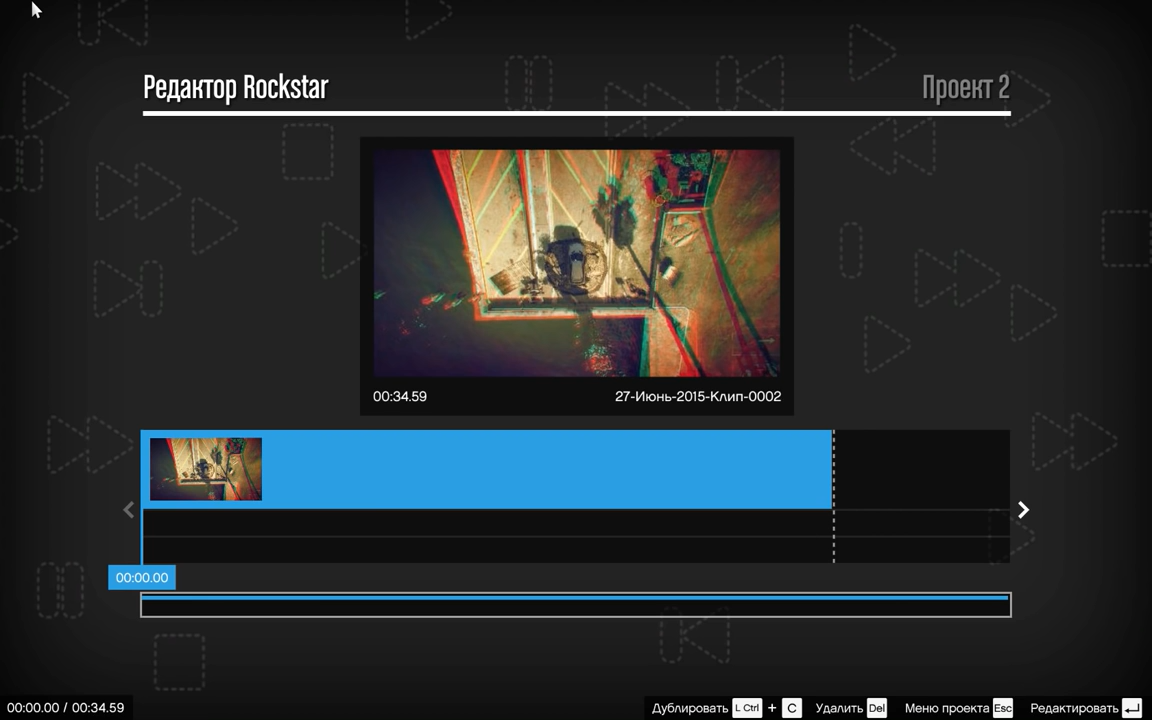 Редактор Rockstar
Проект 2
00:34.59
27-Июнь-2015-Клип-0002
00:00.00
00:00.00 / 00:34.59
Дублировать L Ctrl + C Удалить Del Меню проекта Esc Редактировать